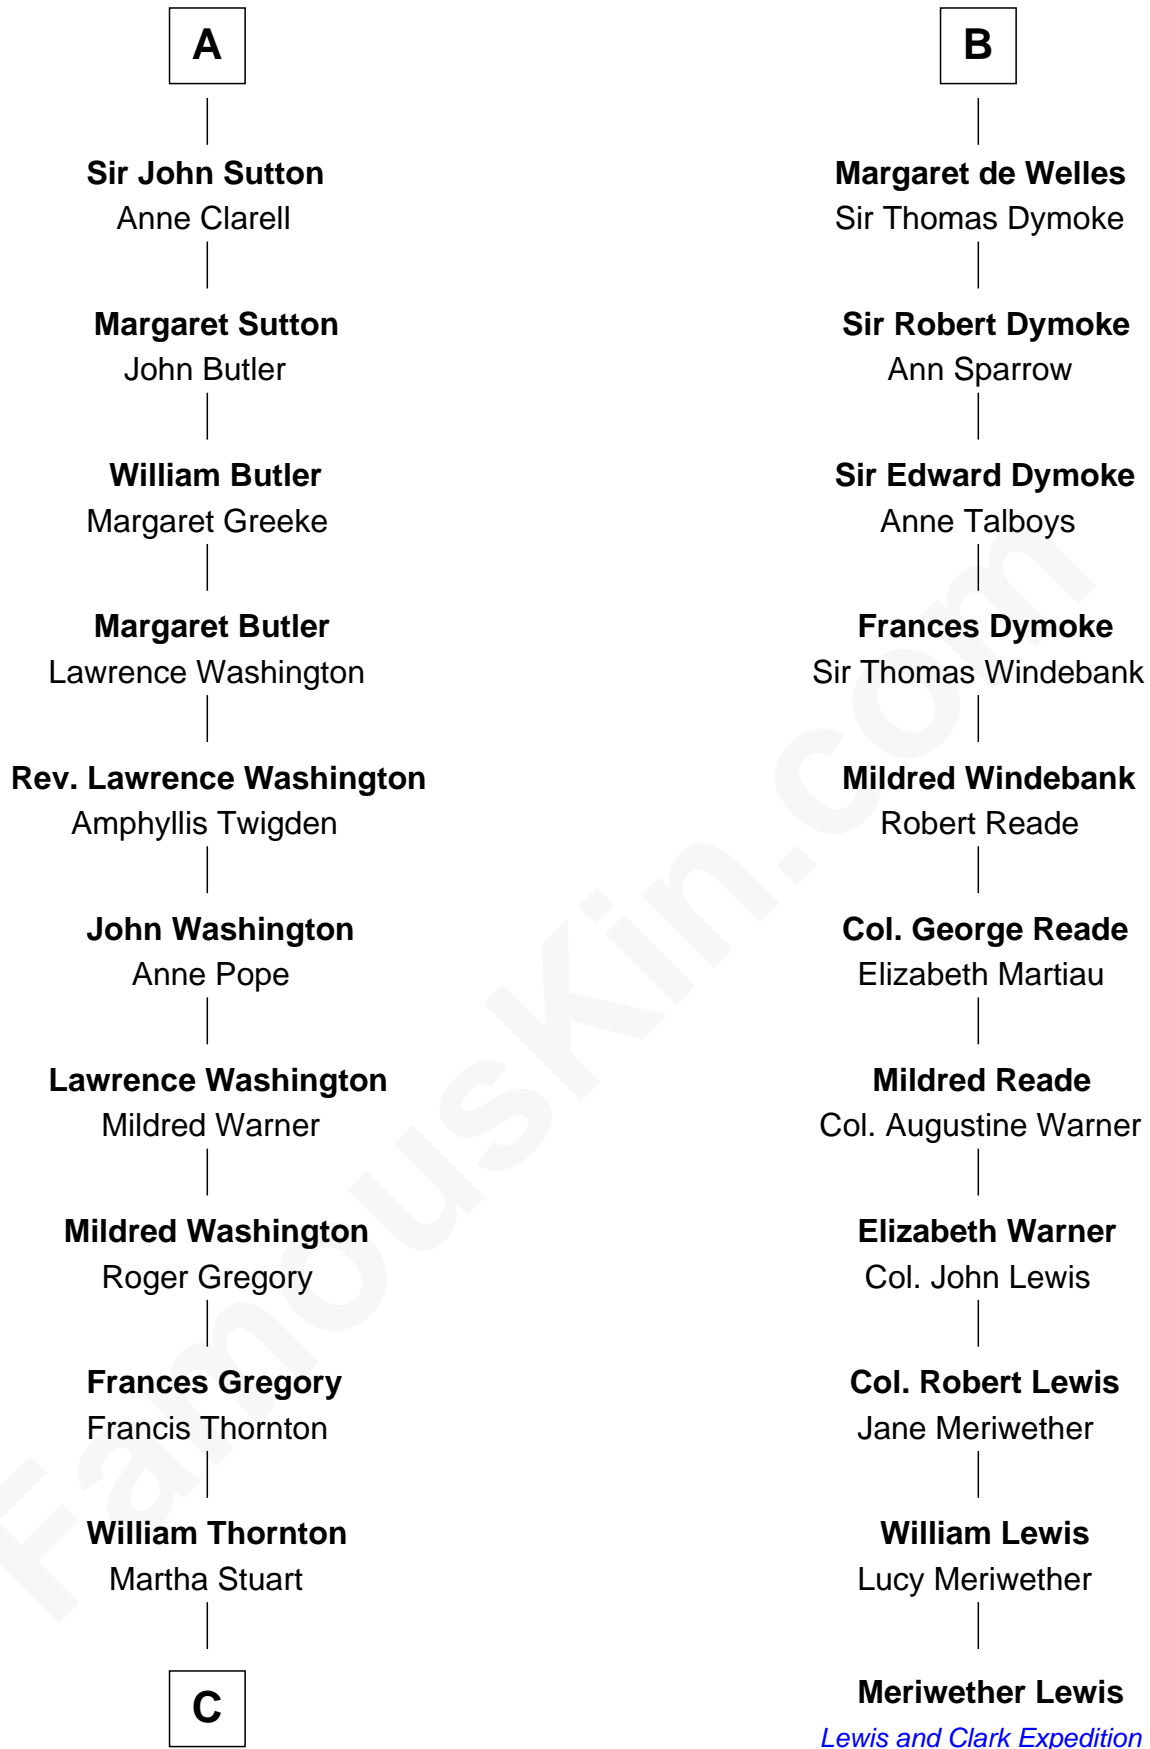 A
Sir John Sutton
Anne Clarell
Margaret Sutton
John Butler
William Butler
Margaret Greeke
Margaret Butler
Lawrence Washington
Rev. Lawrence Washington
Amphyllis Twigden
John Washington
Anne Pope
Lawrence Washington
Mildred Warner
Mildred Washington
Roger Gregory
Frances Gregory
Francis Thornton
William Thornton
Martha Stuart
C
B
Margaret de Welles
Sir Thomas Dymoke
Sir Robert Dymoke
Ann Sparrow
Sir Edward Dymoke
Anne Talboys
Frances Dymoke
Sir Thomas Windebank
Mildred Windebank
Robert Reade
Col. George Reade
Elizabeth Martiau
Mildred Reade
Col. Augustine Warner
Elizabeth Warner
Col. John Lewis
Col. Robert Lewis
Jane Meriwether
William Lewis
Lucy Meriwether
Meriwether Lewis
Lewis and Clark Expedition
FamousKin.com